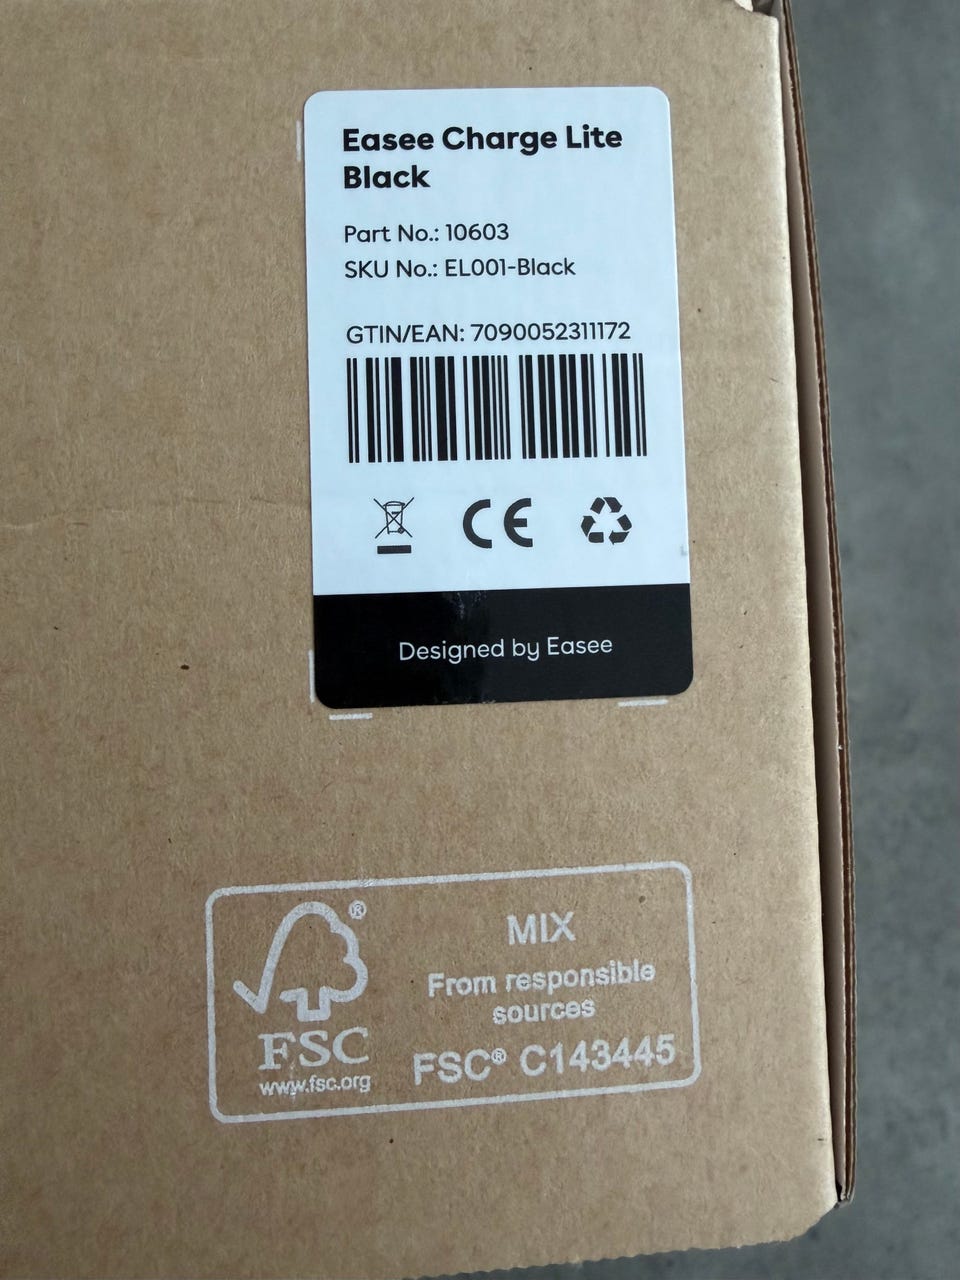 Easee Charge Lite
Black
Part No.: 10603
SKU No.: EL001-Black
GTIN/EAN: 7090052311172
CE
Designed by Easee
®
FSC
www.fsc.org
MIX
From responsible
sources
FSC® C143445